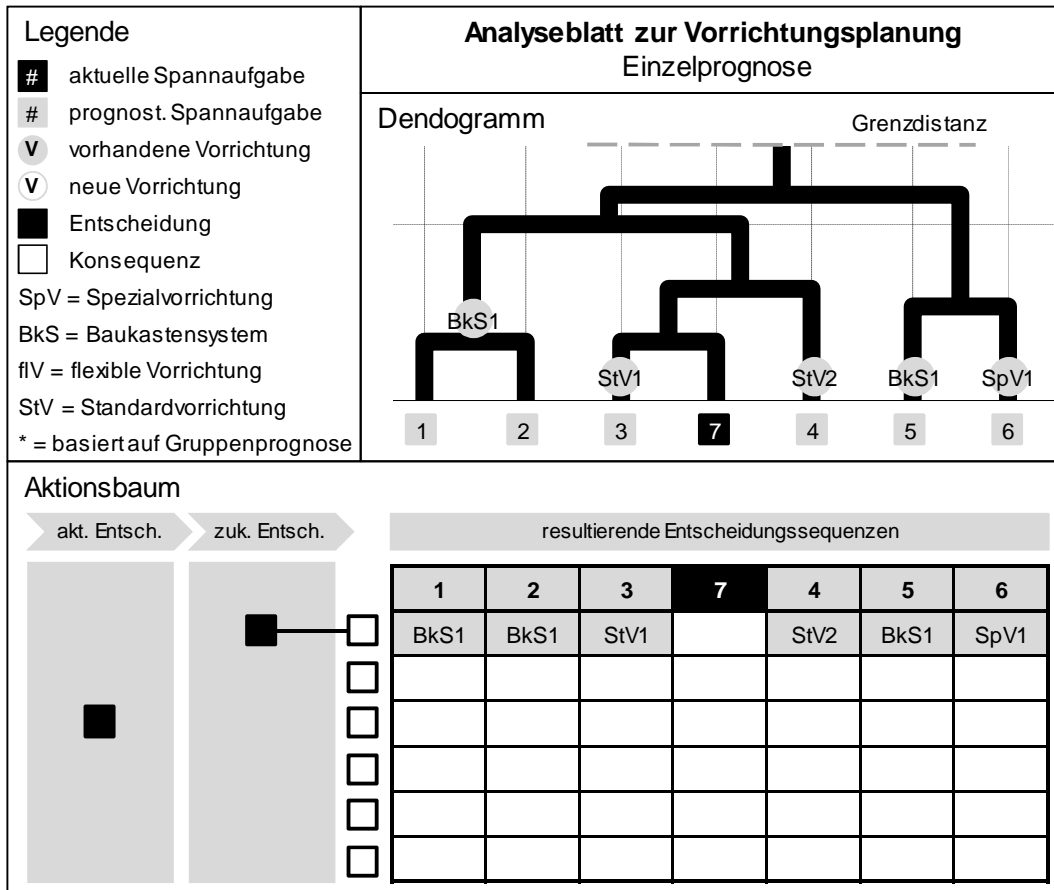 Legende
# aktuelle Spannaufgabe
# prognost. Spannaufgabe
V vorhandene Vorrichtung
V neue Vorrichtung
Entscheidung
Konsequenz
SpV = Spezialvorrichtung
BkS = Baukastensystem
flV = flexible Vorrichtung
StV = Standardvorrichtung
* = basiert auf Gruppenprognose
Analyseblatt zur Vorrichtungsplanung
Einzelprognose
Dendogramm
Grenzdistanz
BkS1
StV1 StV2 BkS1 SpV1
1 2 3 7 4 5 6
Aktionsbaum
akt. Entsch. zuk. Entsch. resultierende Entscheidungssequenzen
1 2 3 7 4 5 6
BkS1 BkS1 StV1 StV2 BkS1 SpV1